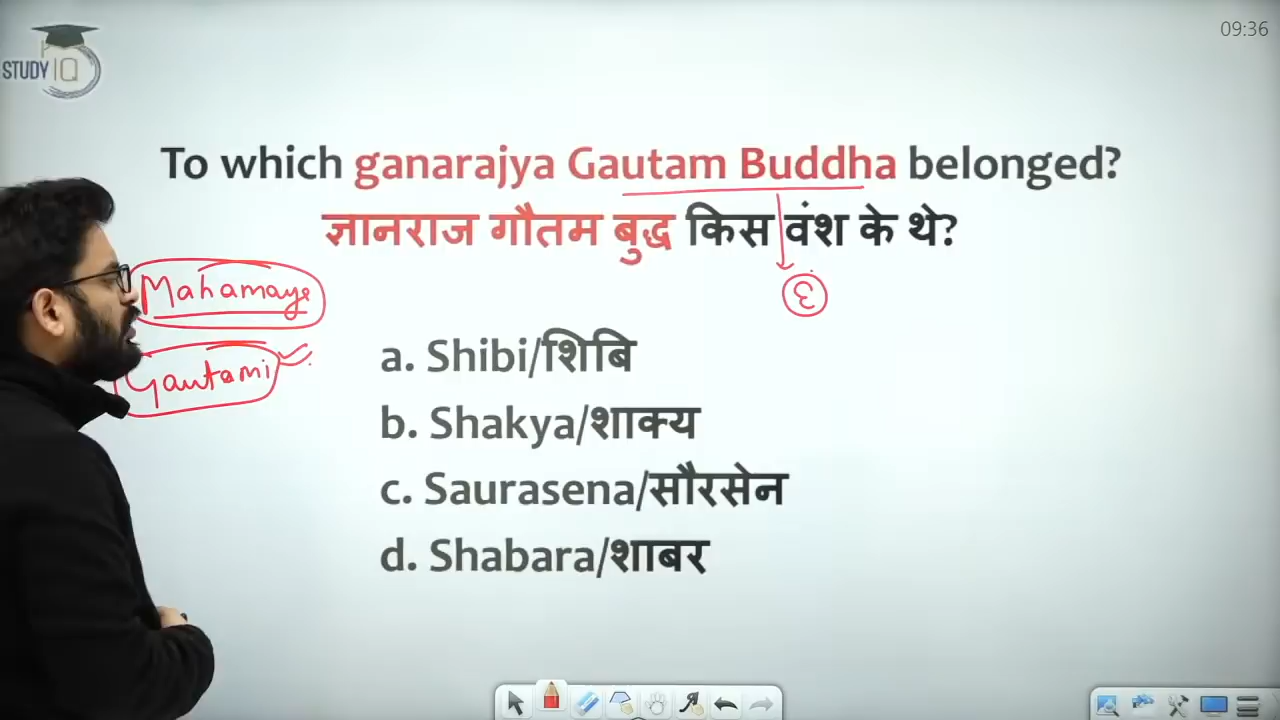 STUDY IQ
09:36
To which ganarajya Gautam Buddha belonged?
ज्ञानराज गौतम बुद्ध किस वंश के थे?
Mahamaya
Gautami
a. Shibi/शिबि
b. Shakya/शाक्य
c. Saurasena/सौरसेन
d. Shabara/शाबर